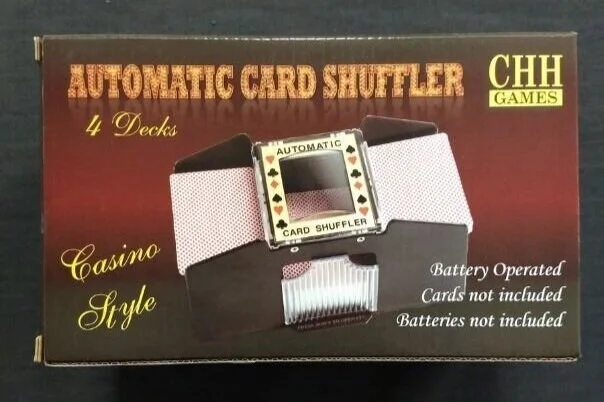 AUTOMATIC CARD SHUFFLER
CHH
GAMES
4 Decks
AUTOMATIC
CARD SHUFFLER
Casino
Style
Battery Operated
Cards not included
Batteries not included